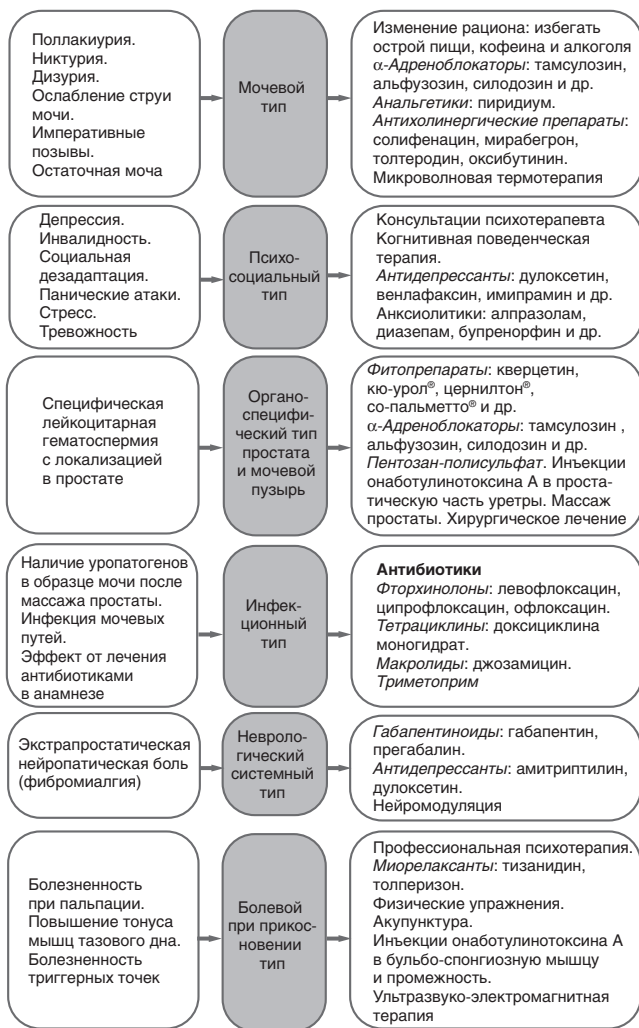 Поллакиурия.
Никтурия.
Дизурия.
Ослабление струи
мочи.
Императивные
позывы.
Остаточная моча
Мочевой
тип
Изменение рациона: избегать
острой пищи, кофеина и алкоголя
α-Адреноблокаторы: тамсулозин,
альфузозин, силодозин и др.
Анальгетики: пиридиум.
Антихолинергические препараты:
солифенацин, мирабегрон,
толтеродин, оксибутинин.
Микроволновая термотерапия
Депрессия.
Инвалидность.
Социальная
дезадаптация.
Панические атаки.
Стресс.
Тревожность
Психо-
социальный
тип
Консультации психотерапевта
Когнитивная поведенческая
терапия.
Антидепрессанты: дулоксетин,
венлафаксин, имипрамин и др.
Анксиолитики: алпразолам,
диазепам, бупренорфин и др.
Специфическая
лейкоцитарная
гематоспермия
с локализацией
в простате
Органо-
специфи-
ческий тип
простата
и мочевой
пузырь
Фитопрепараты: кверцетин,
кю-урол®, цернилтон®,
со-пальметто® и др.
α-Адреноблокаторы: тамсулозин ,
альфузозин, силодозин и др.
Пентозан-полисульфат. Инъекции
онаботулинотоксина А в проста-
тическую часть уретры. Массаж
простаты. Хирургическое лечение
Наличие уропатогенов
в образце мочи после
массажа простаты.
Инфекция мочевых
путей.
Эффект от лечения
антибиотиками
в анамнезе
Инфек-
ционный
тип
Антибиотики
Фторхинолоны: левофлоксацин,
ципрофлоксацин, офлоксацин.
Тетрациклины: доксициклина
моногидрат.
Макролиды: джозамицин.
Триметоприм
Экстрапростатическая
нейропатическая боль
(фибромиалгия)
Невроло-
гический
системный
тип
Габапентиноиды: габапентин,
прегабалин.
Антидепрессанты: амитриптилин,
дулоксетин.
Нейромодуляция
Болезненность
при пальпации.
Повышение тонуса
мышц тазового дна.
Болезненность
триггерных точек
Болевой
при прикос-
новении
тип
Профессиональная психотерапия.
Миорелаксанты: тизанидин,
толперизон.
Физические упражнения.
Акупунктура.
Инъекции онаботулинотоксина А
в бульбо-спонгиозную мышцу
и промежность.
Ультразвуко-электромагнитная
терапия